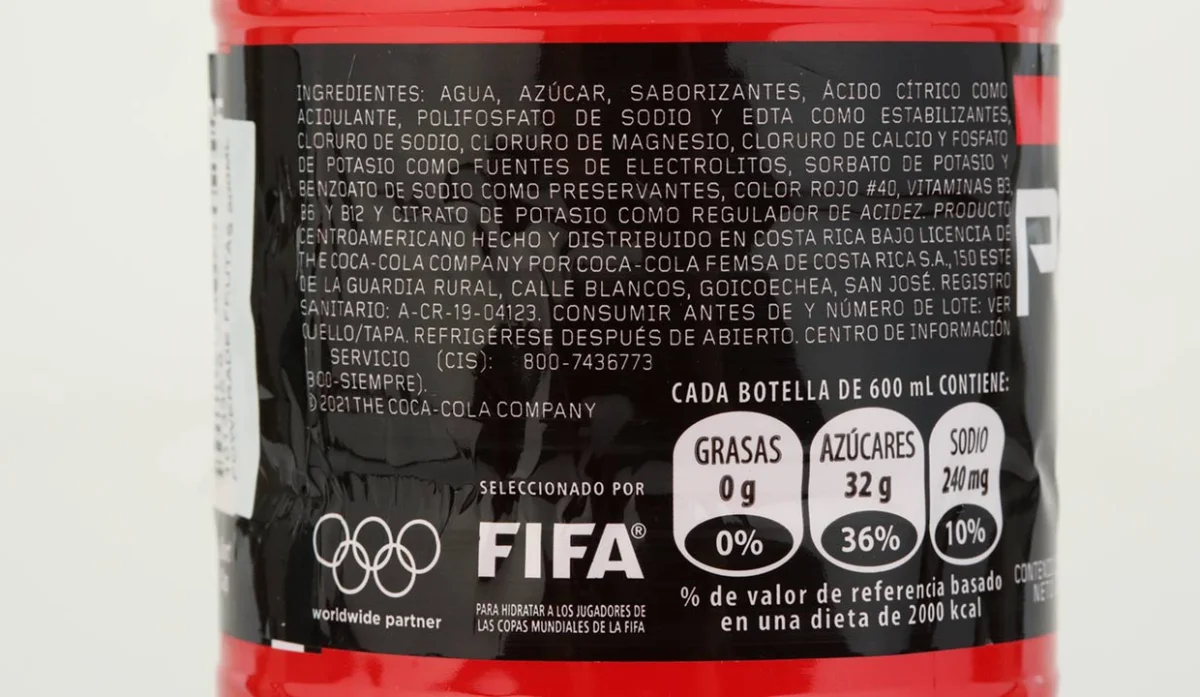 INGREDIENTES: AGUA, AZÚCAR, SABORIZANTES, ÁCIDO CÍTRICO COMO
ACIDULANTE, POLIFOSFATO DE SODIO Y EDTA COMO ESTABILIZANTES,
CLORURO DE SODIO, CLORURO DE MAGNESIO, CLORURO DE CALCIO Y FOSFATO
DE POTASIO COMO FUENTES DE ELECTROLITOS, SORBATO DE POTASIO Y
BENZOATO DE SODIO COMO PRESERVANTES, COLOR ROJO #40, VITAMINAS B3,
B6 Y B12 Y CITRATO DE POTASIO COMO REGULADOR DE ACIDEZ. PRODUCTO
CENTROAMERICANO HECHO Y DISTRIBUIDO EN COSTA RICA BAJO LICENCIA DE
THE COCA-COLA COMPANY POR COCA-COLA FEMSA DE COSTA RICA S.A., 150 ESTE
DE LA GUARDIA RURAL, CALLE BLANCOS, GOICOECHEA, SAN JOSÉ. REGISTRO
SANITARIO: A-CR-19-04123. CONSUMIR ANTES DE Y NÚMERO DE LOTE: VER
CUELLO/TAPA. REFRIGÉRESE DESPUÉS DE ABIERTO. CENTRO DE INFORMACIÓN
SERVICIO (CIS): 800-7436773
800-SIEMPRE).
© 2021 THE COCA-COLA COMPANY
CADA BOTELLA DE 600 mL CONTIENE:
GRASAS
0 g
0%
AZÚCARES
32 g
36%
SODIO
240 mg
10%
% de valor de referencia basado
en una dieta de 2000 kcal
worldwide partner
SELECCIONADO POR
FIFA®
PARA HIDRATAR A LOS JUGADORES DE
LAS COPAS MUNDIALES DE LA FIFA
POWERADE FRUTAS 600ML